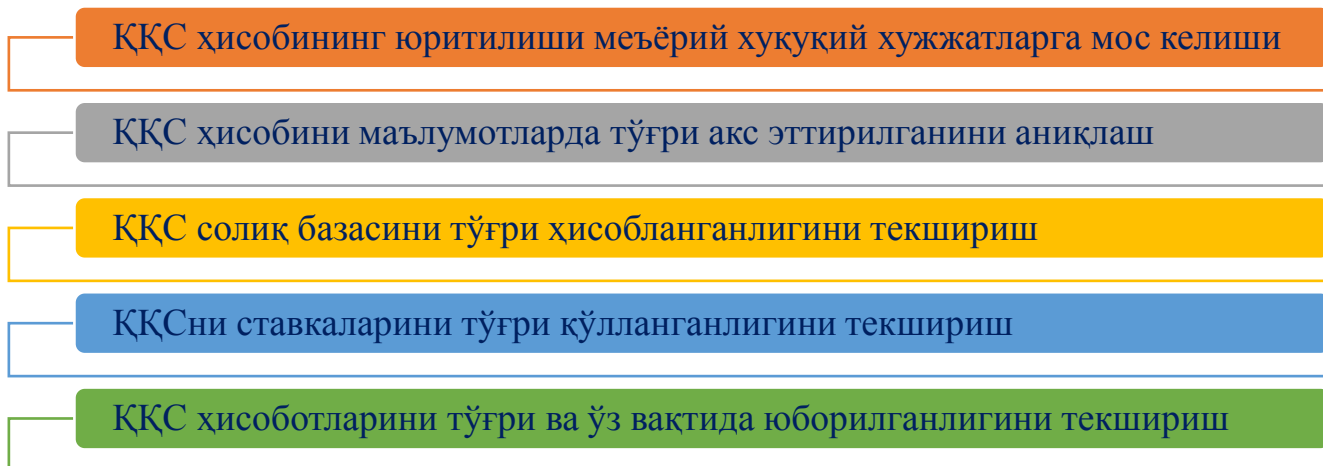 ҚҚС ҳисобининг юритилиши меъёрий хуқуқий хужжатларга мос келиши
ҚҚС ҳисобини маълумотларда тўғри акс эттирилганини аниқлаш
ҚҚС солиқ базасини тўғри ҳисобланганлигини текшириш
ҚҚСни ставкаларини тўғри қўлланганлигини текшириш
ҚҚС ҳисоботларини тўғри ва ўз вақтида юборилганлигини текшириш